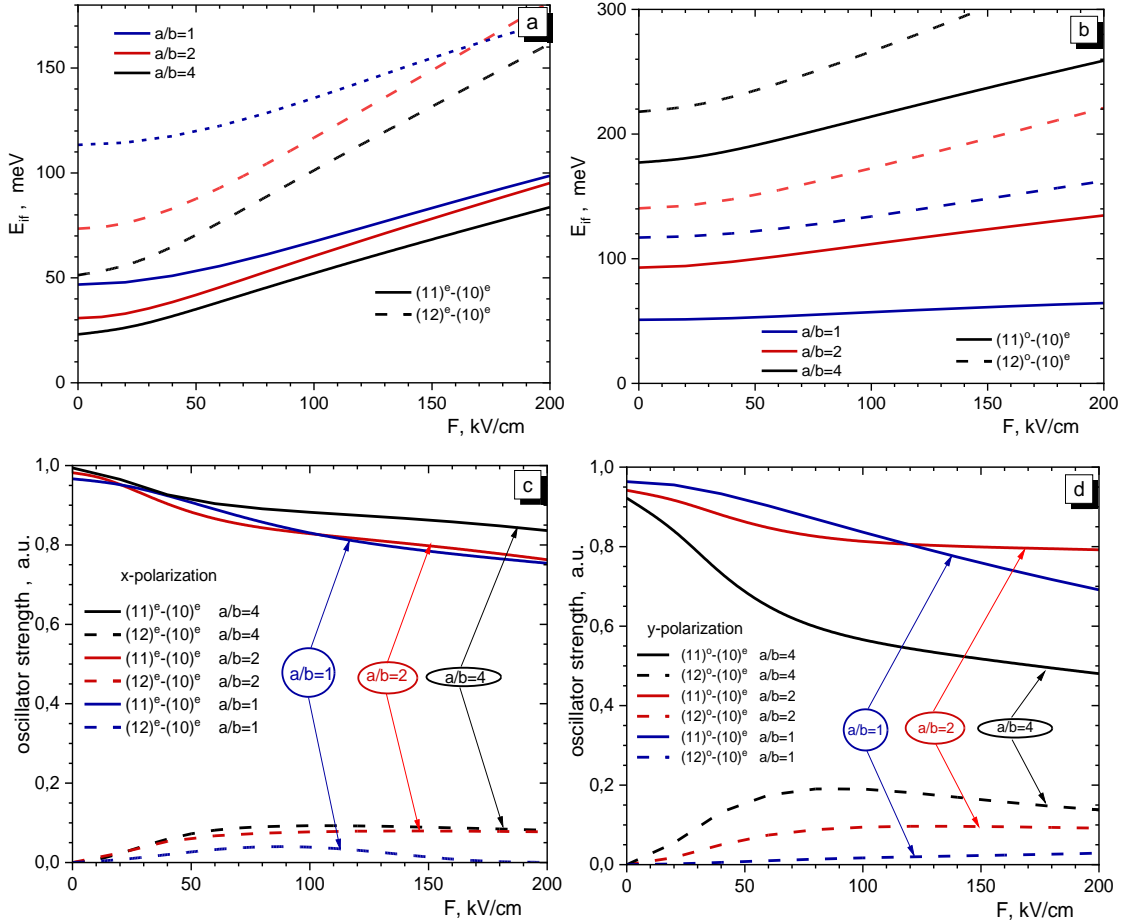 a
a/b=1
a/b=2
a/b=4
(11)ᵉ-(10)ᵉ
(12)ᵉ-(10)ᵉ
150
100
50
0
E_if , meV
0 50 100 150 200
F, kV/cm
b
300
200
100
0
E_if , meV
a/b=1
a/b=2
a/b=4
(11)ᵒ-(10)ᵉ
(12)ᵒ-(10)ᵉ
0 50 100 150 200
F, kV/cm
c
1,0
0,8
0,6
0,4
0,2
0,0
oscillator strength , a.u.
x-polarization
(11)ᵉ-(10)ᵉ a/b=4
(12)ᵉ-(10)ᵉ a/b=4
(11)ᵉ-(10)ᵉ a/b=2
(12)ᵉ-(10)ᵉ a/b=2
(11)ᵉ-(10)ᵉ a/b=1
(12)ᵉ-(10)ᵉ a/b=1
a/b=1
a/b=2
a/b=4
0 50 100 150 200
F, kV/cm
d
1,0
0,8
0,6
0,4
0,2
0,0
oscillator strength, a.u.
y-polarization
(11)ᵒ-(10)ᵉ a/b=4
(12)ᵒ-(10)ᵉ a/b=4
(11)ᵒ-(10)ᵉ a/b=2
(12)ᵒ-(10)ᵉ a/b=2
(11)ᵒ-(10)ᵉ a/b=1
(12)ᵒ-(10)ᵉ a/b=1
a/b=1
a/b=2
a/b=4
0 50 100 150 200
F, kV/cm